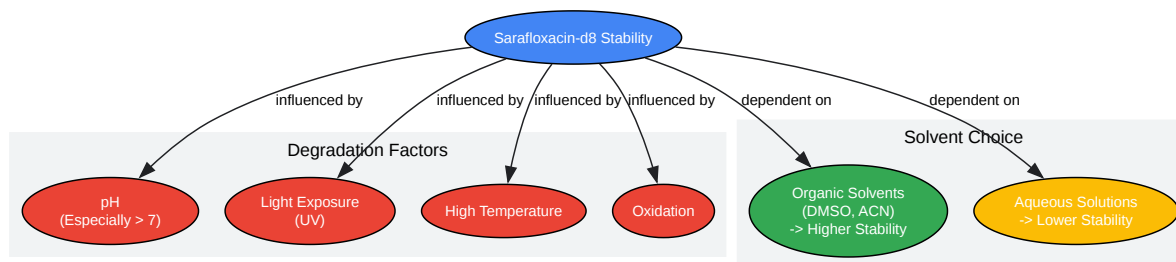 Sarafloxacin-d8 Stability
influenced by
influenced by
influenced by
influenced by
dependent on
dependent on
Degradation Factors
Solvent Choice
pH
(Especially > 7)
Light Exposure
(UV)
High Temperature
Oxidation
Organic Solvents
(DMSO, ACN)
-> Higher Stability
Aqueous Solutions
-> Lower Stability